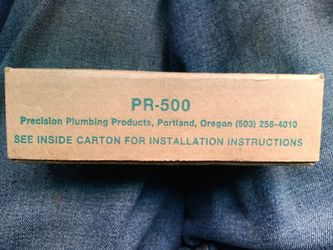 PR-500
Precision Plumbing Products, Portland, Oregon (503) 256-4010
SEE INSIDE CARTON FOR INSTALLATION INSTRUCTIONS